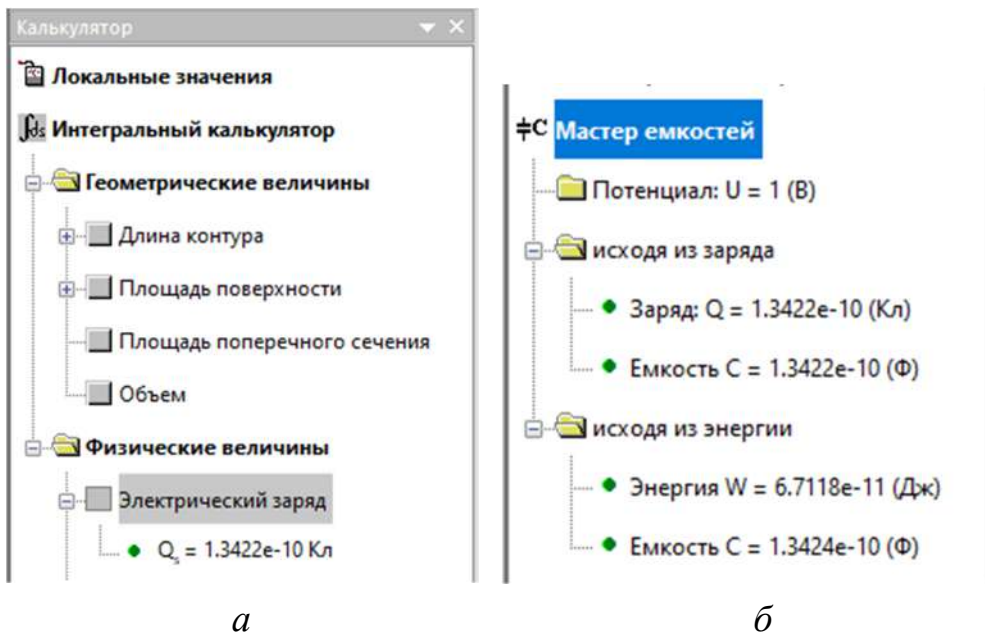 Калькулятор
Локальные значения
Интегральный калькулятор
Геометрические величины
Длина контура
Площадь поверхности
Площадь поперечного сечения
Объем
Физические величины
Электрический заряд
Qs = 1.3422e-10 Кл
а
Мастер емкостей
Потенциал: U = 1 (В)
исходя из заряда
Заряд: Q = 1.3422e-10 (Кл)
Емкость C = 1.3422e-10 (Ф)
исходя из энергии
Энергия W = 6.7118e-11 (Дж)
Емкость C = 1.3424e-10 (Ф)
б